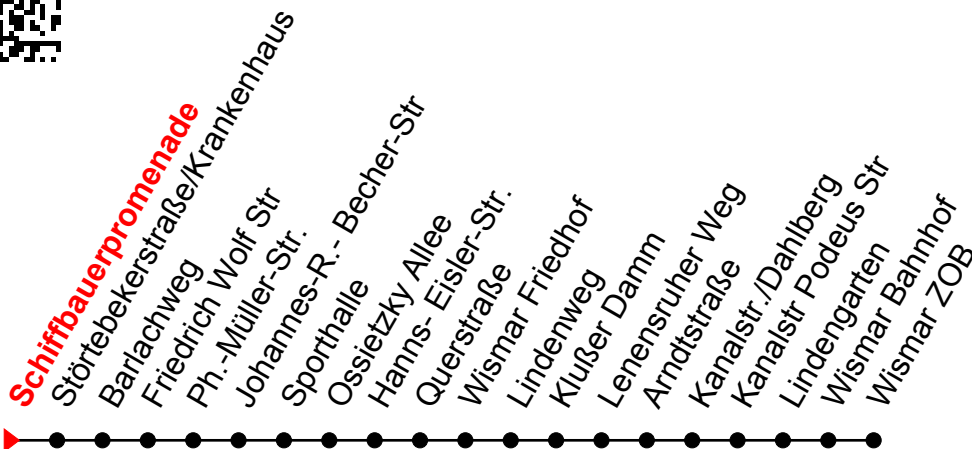 Schiffbauerpromenade
Störtebekerstraße/Krankenhaus
Barlachweg
Friedrich Wolf Str
Ph.-Müller-Str.
Johannes-R.- Becher-Str
Sporthalle
Ossietzky Allee
Hanns- Eisler-Str.
Querstraße
Wismar Friedhof
Lindenweg
Klußer Damm
Lenensruher Weg
Arndtstraße
Kanalstr./Dahlberg
Kanalstr Podeus Str
Lindengarten
Wismar Bahnhof
Wismar ZOB